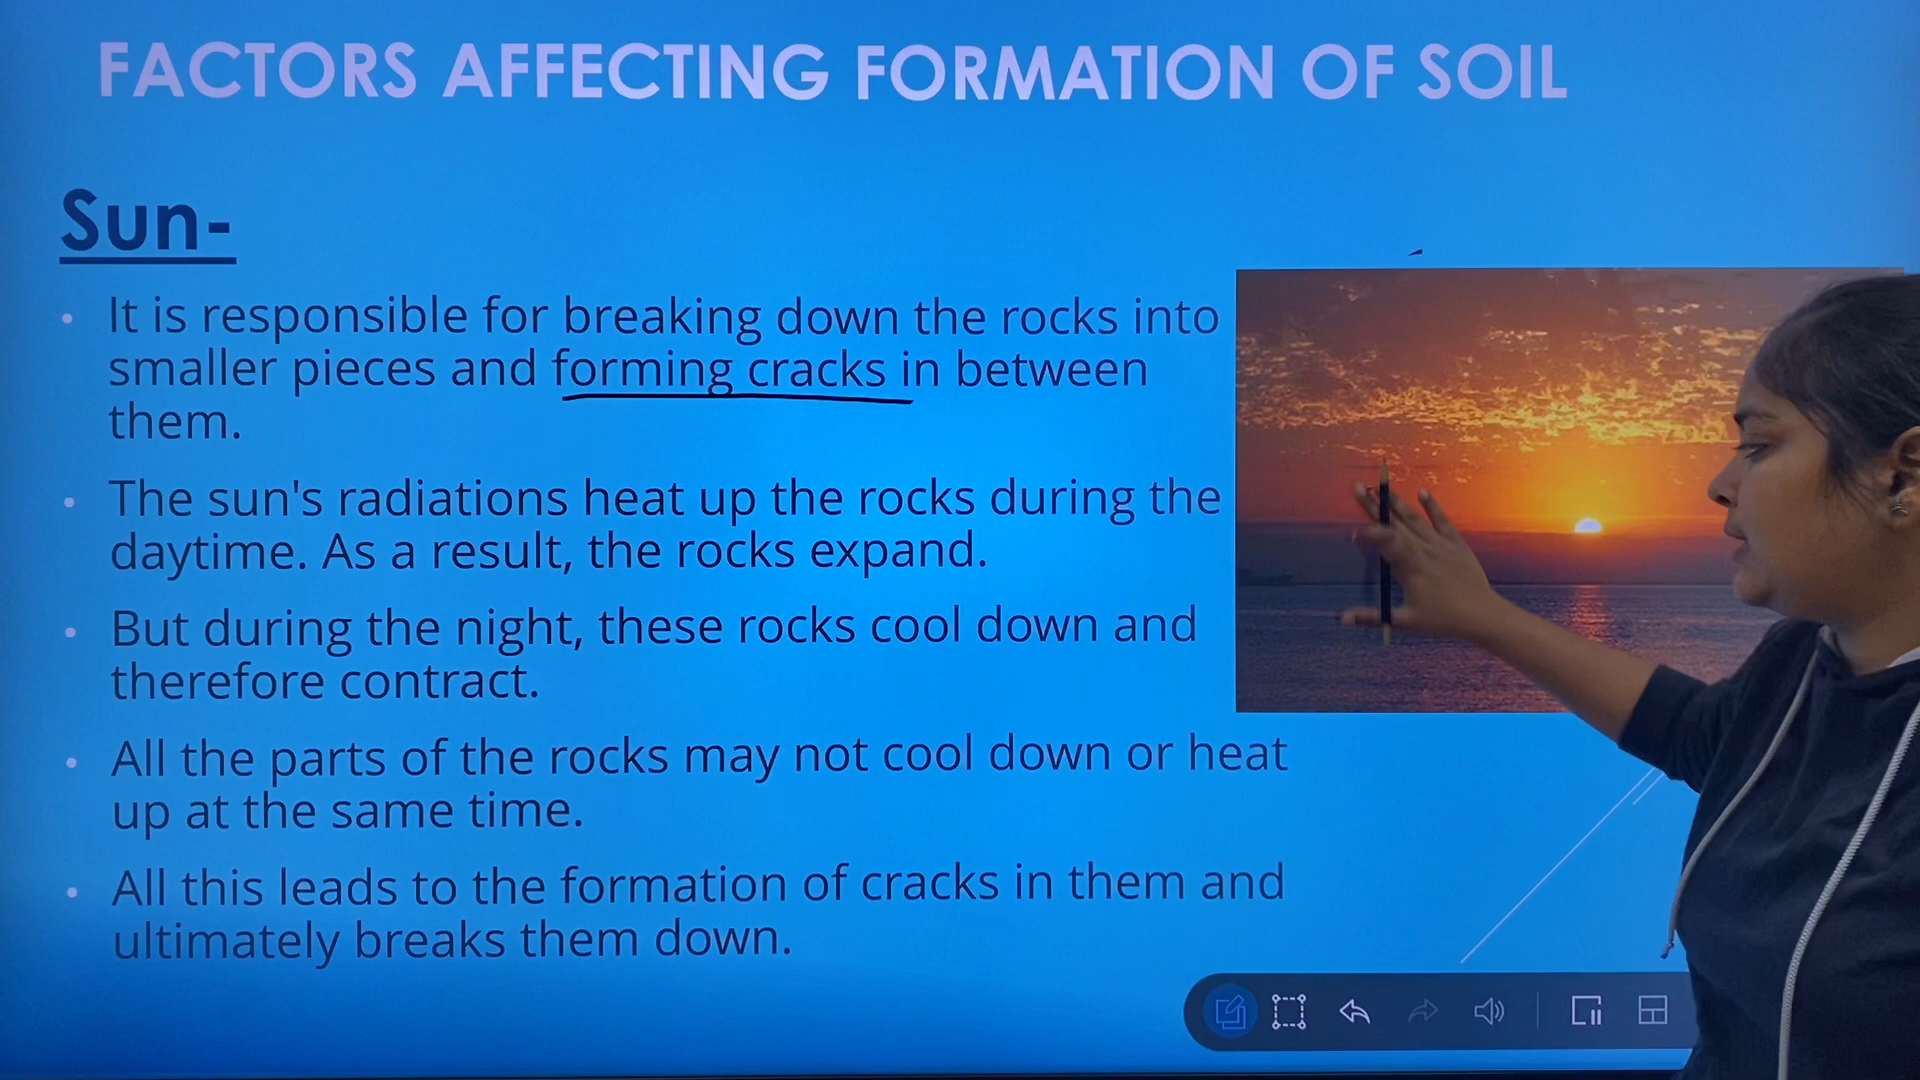 FACTORS AFFECTING FORMATION OF SOIL
Sun-
• It is responsible for breaking down the rocks into
smaller pieces and forming cracks in between
them.
• The sun's radiations heat up the rocks during the
daytime. As a result, the rocks expand.
• But during the night, these rocks cool down and
therefore contract.
• All the parts of the rocks may not cool down or heat
up at the same time.
• All this leads to the formation of cracks in them and
ultimately breaks them down.